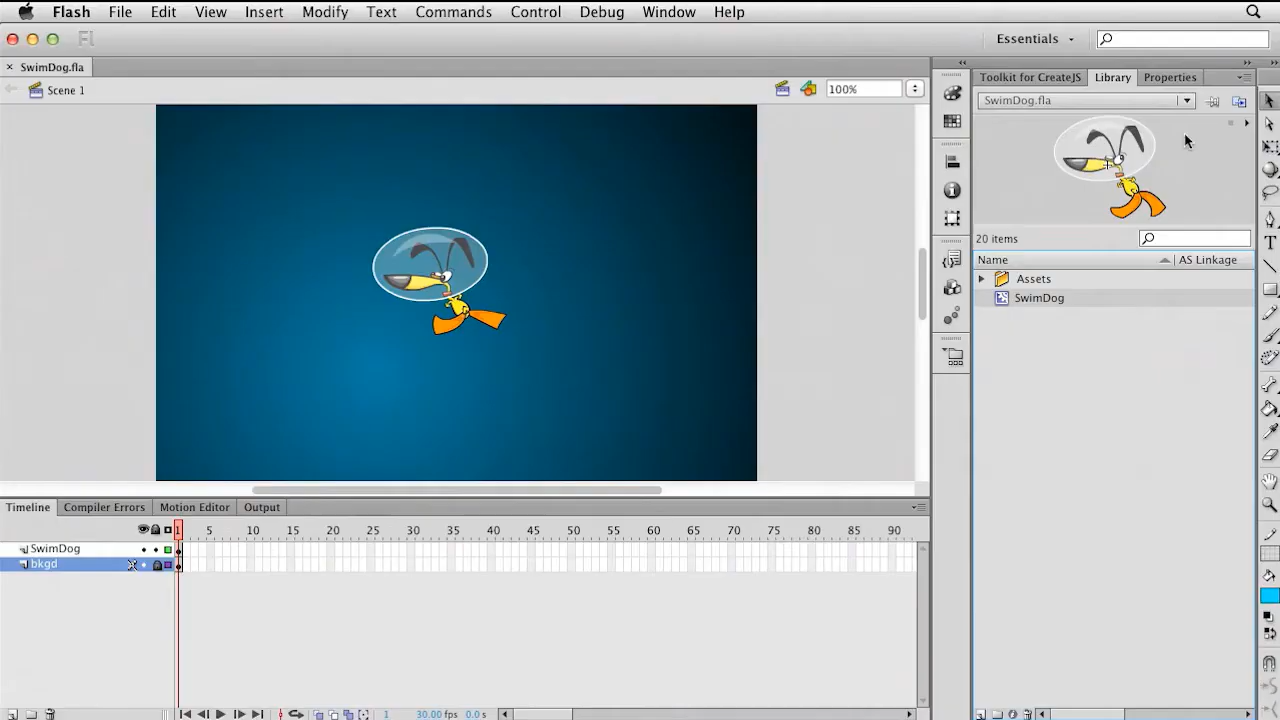 Flash File Edit View Insert Modify Text Commands Control Debug Window Help
Fl Essentials
SwimDog.fla
Toolkit for CreateJS Library Properties
Scene 1 100%
SwimDog.fla
20 items
Name AS Linkage
Assets
SwimDog
Timeline Compiler Errors Motion Editor Output
1 5 10 15 20 25 30 35 40 45 50 55 60 65 70 75 80 85 90
SwimDog
bkgd
1 30.00 fps 0.0 s